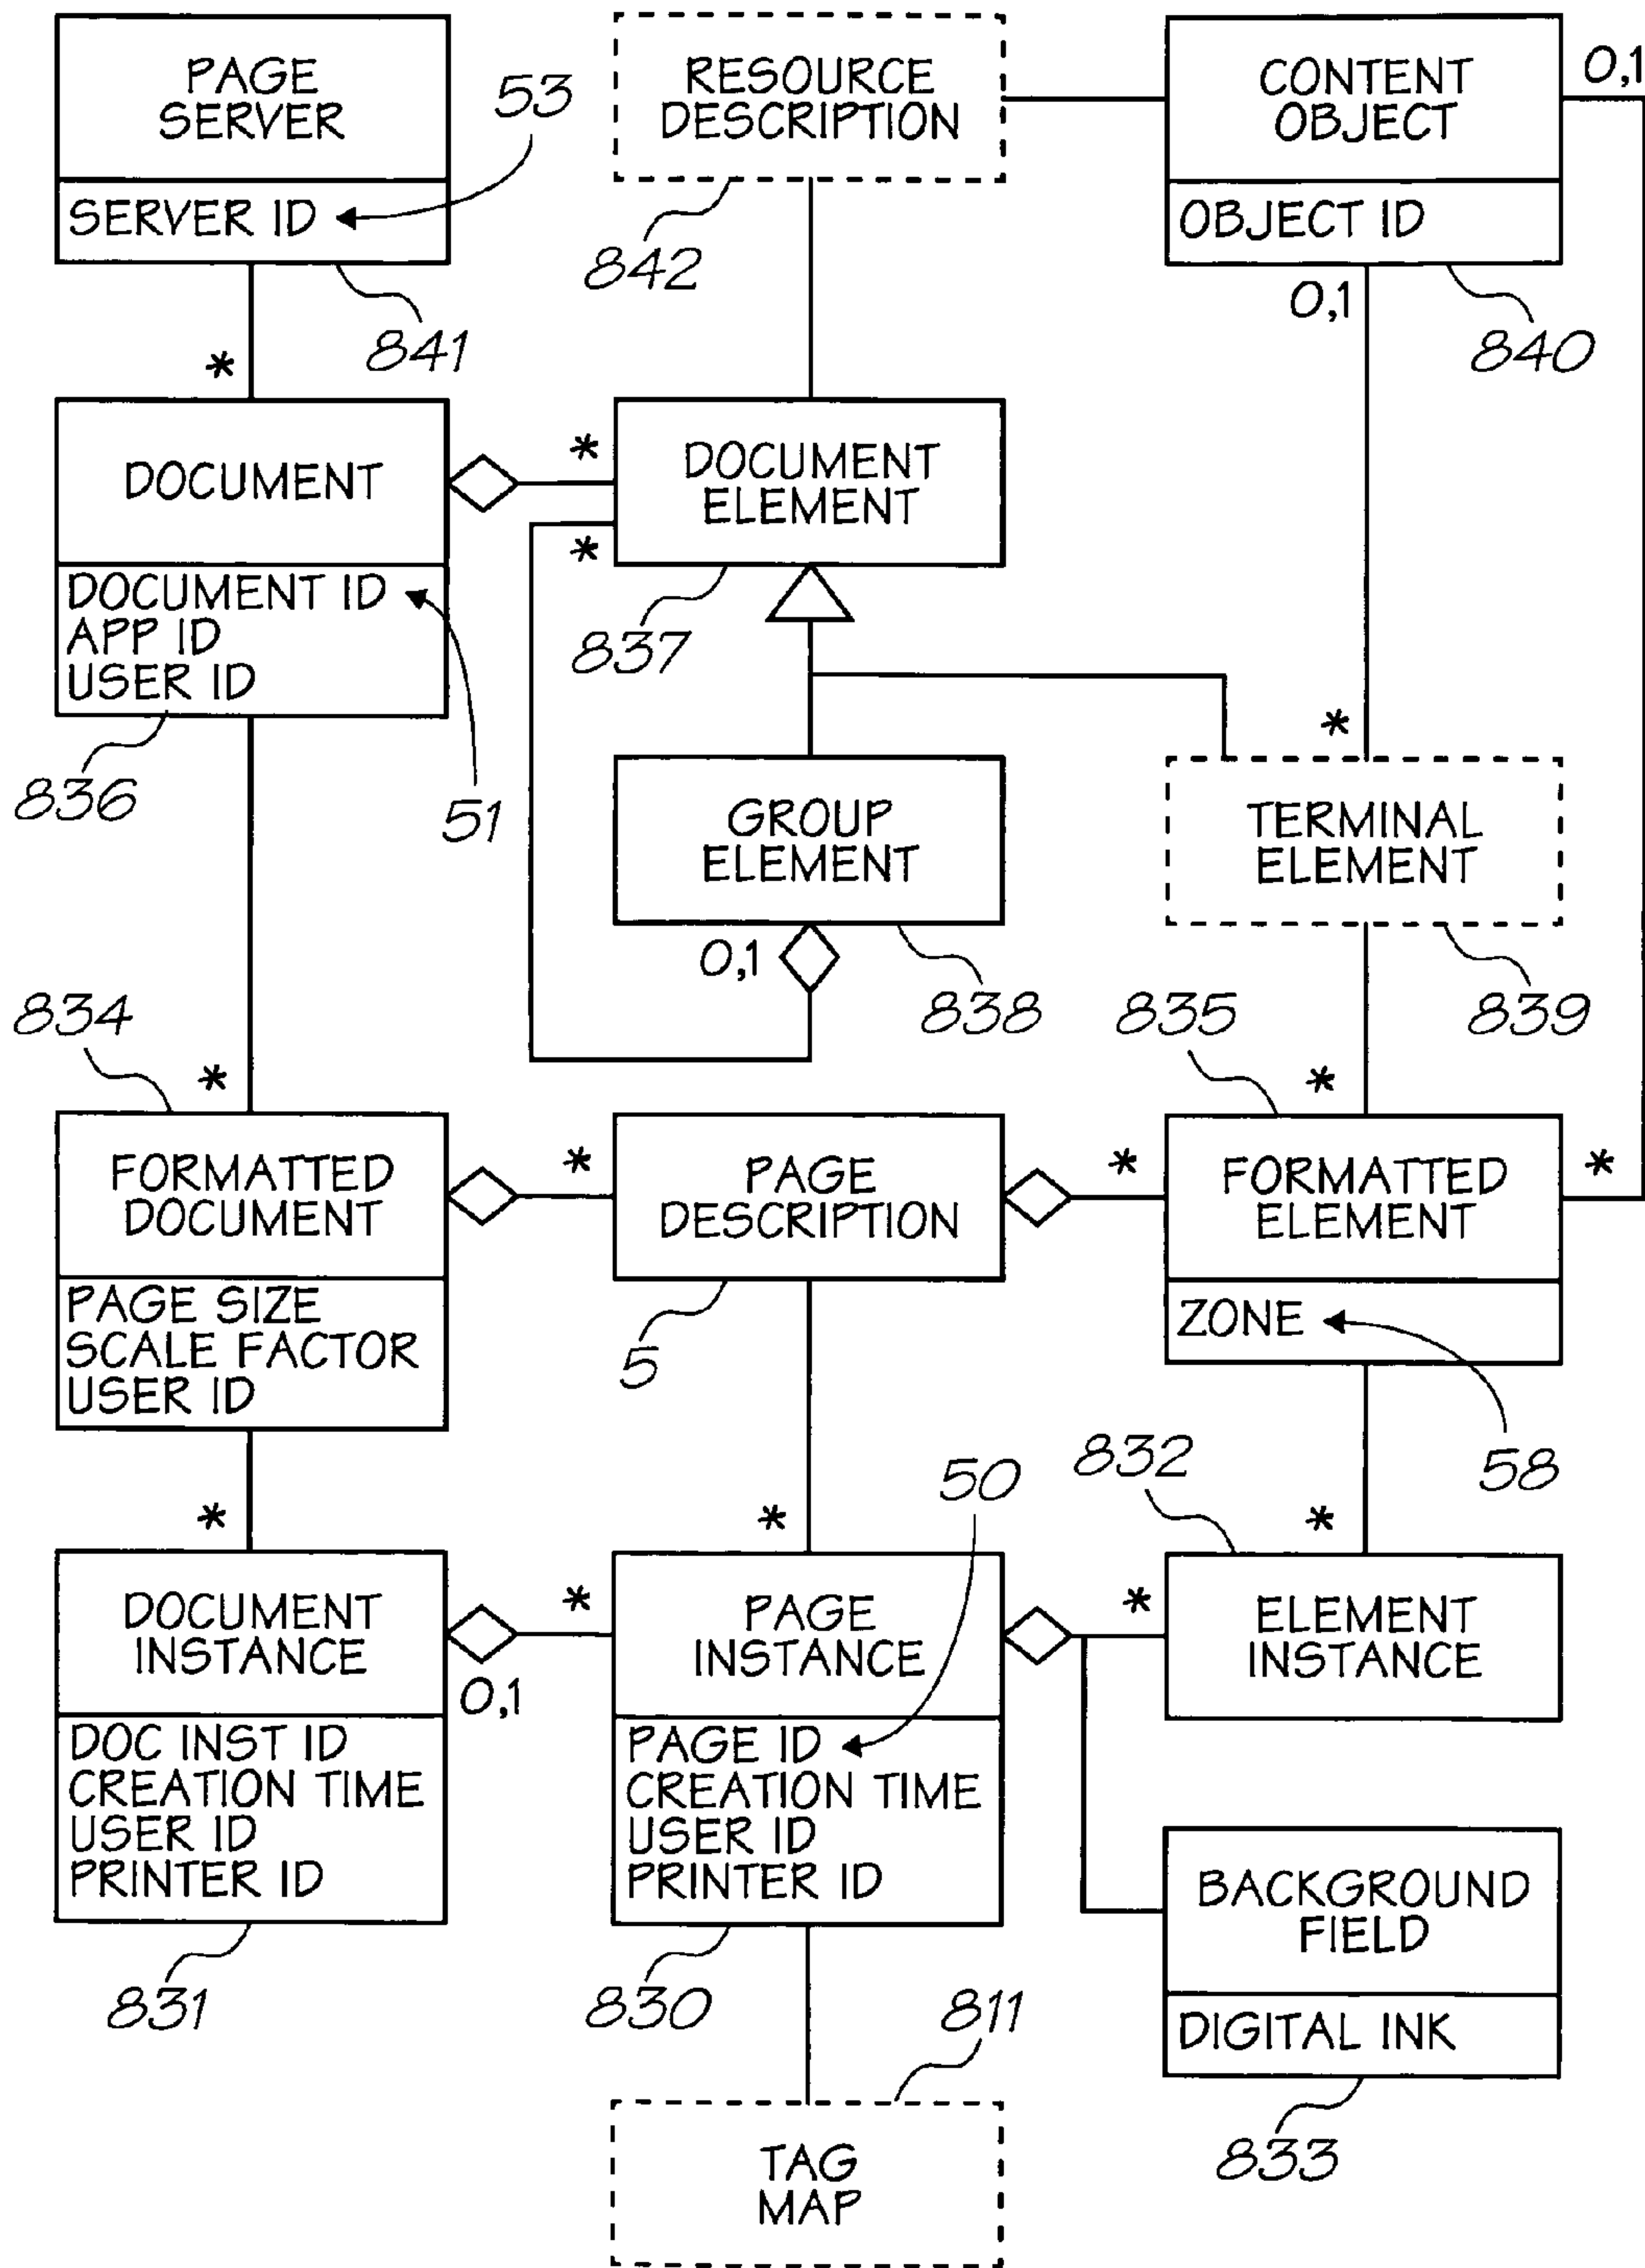 PAGE
SERVER
SERVER ID
53
841
RESOURCE
DESCRIPTION
842
CONTENT
OBJECT
OBJECT ID
0,1
0,1
840
*
DOCUMENT
DOCUMENT ID
APP ID
USER ID
836
51
*
*
DOCUMENT
ELEMENT
837
GROUP
ELEMENT
0,1
838
*
TERMINAL
ELEMENT
839
834
*
FORMATTED
DOCUMENT
PAGE SIZE
SCALE FACTOR
USER ID
*
PAGE
DESCRIPTION
5
835
*
*
FORMATTED
ELEMENT
*
ZONE
58
*
DOCUMENT
INSTANCE
0,1
DOC INST ID
CREATION TIME
USER ID
PRINTER ID
831
*
*
50
PAGE
INSTANCE
PAGE ID
CREATION TIME
USER ID
PRINTER ID
830
832
*
*
ELEMENT
INSTANCE
BACKGROUND
FIELD
DIGITAL INK
833
811
TAG
MAP